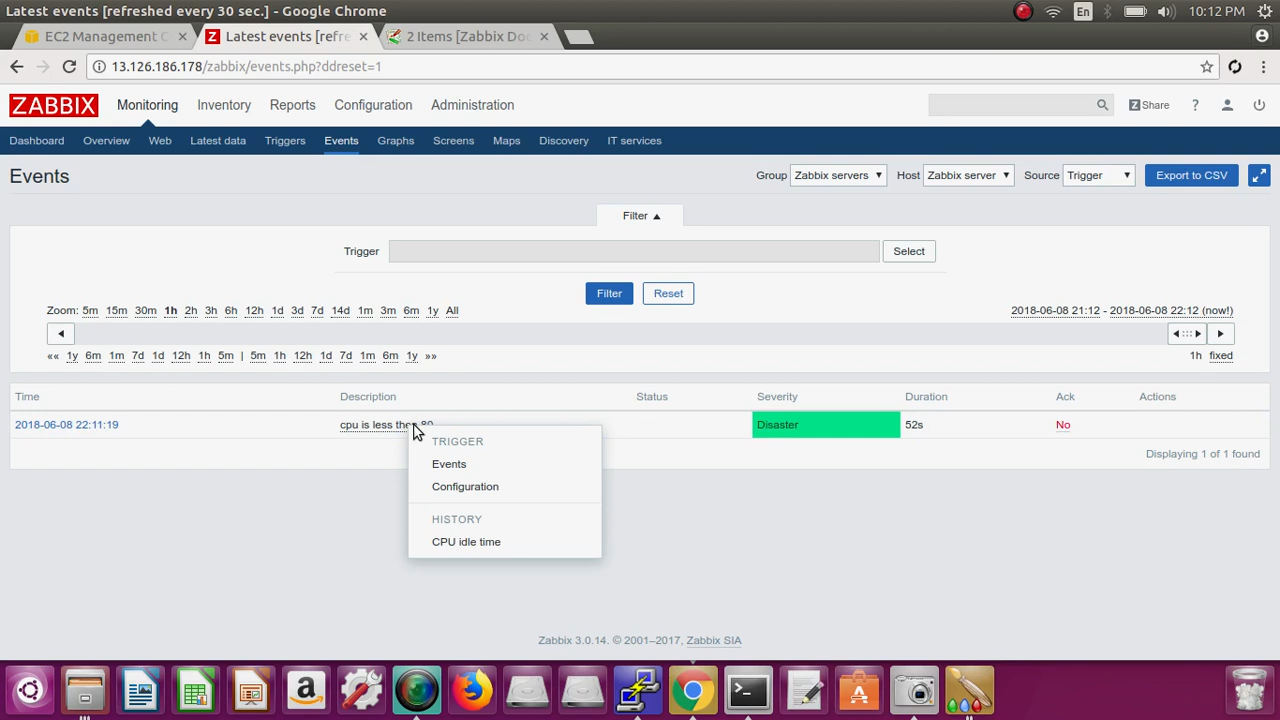 Latest events [refreshed every 30 sec.] - Google Chrome
En
10:12 PM
EC2 Management C
Latest events [refre
2 Items [Zabbix Doc
13.126.186.178/zabbix/events.php?ddreset=1
ZABBIX
Monitoring Inventory Reports Configuration Administration
Z Share ?
Dashboard Overview Web Latest data Triggers Events Graphs Screens Maps Discovery IT services
Events
Group Zabbix servers Host Zabbix server Source Trigger Export to CSV
Filter
Trigger Select
Filter Reset
Zoom: 5m 15m 30m 1h 2h 3h 6h 12h 1d 3d 7d 14d 1m 3m 6m 1y All
2018-06-08 21:12 - 2018-06-08 22:12 (now!)
«« 1y 6m 1m 7d 1d 12h 1h 5m | 5m 1h 12h 1d 7d 1m 6m 1y »»
1h fixed
Time Description Status Severity Duration Ack Actions
2018-06-08 22:11:19 cpu is less then 80 Disaster 52s No
Displaying 1 of 1 found
TRIGGER
Events
Configuration
HISTORY
CPU idle time
Zabbix 3.0.14. © 2001–2017, Zabbix SIA